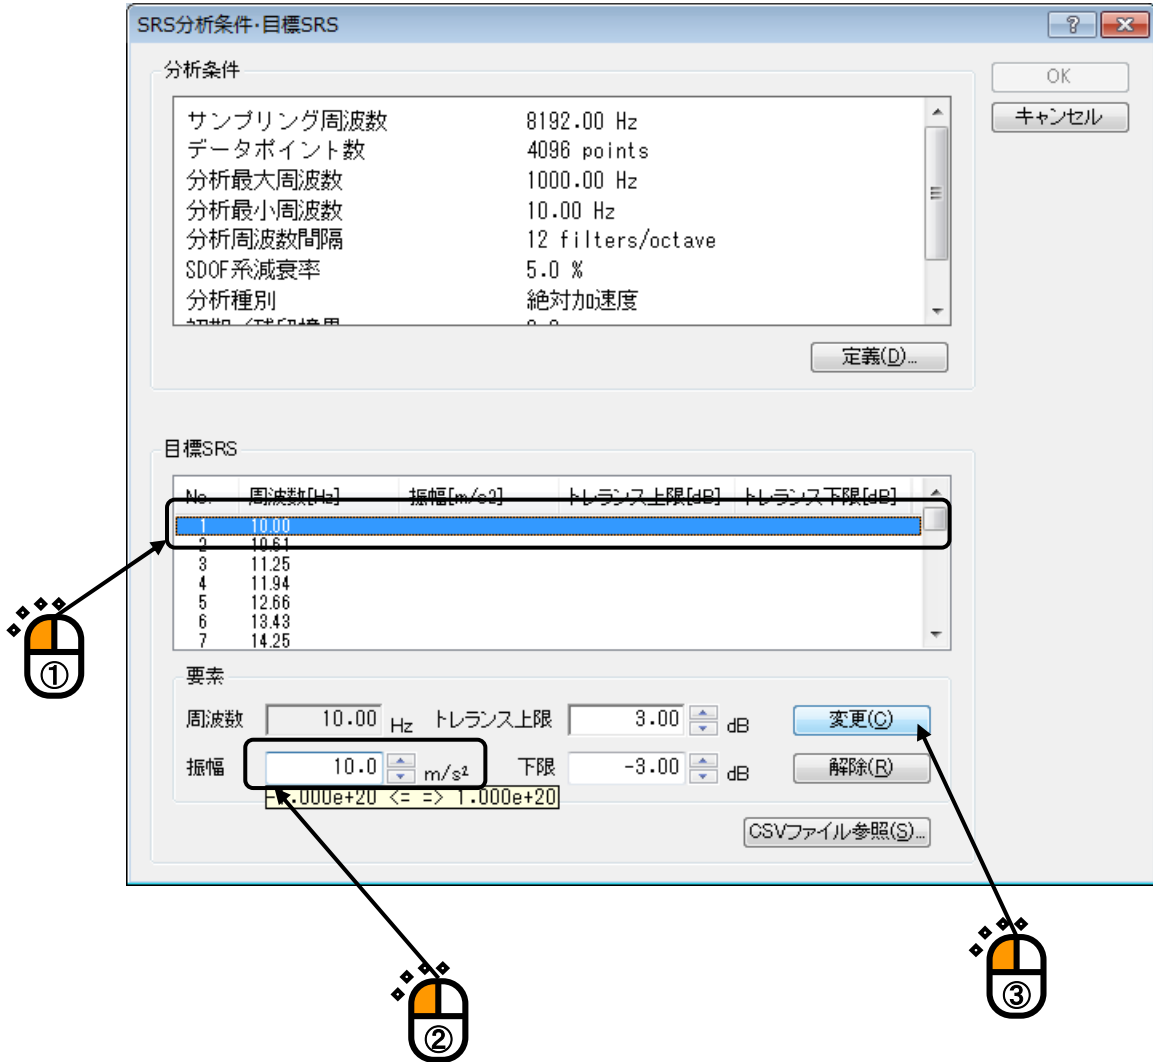 SRS分析条件・目標SRS
分析条件
OK
キャンセル
サンプリング周波数 8192.00 Hz
データポイント数 4096 points
分析最大周波数 1000.00 Hz
分析最小周波数 10.00 Hz
分析周波数間隔 12 filters/octave
SDOF系減衰率 5.0 %
分析種別 絶対加速度
定義(D)...
目標SRS
No. 周波数[Hz] 振幅[m/s2] トレランス上限[dB] トレランス下限[dB]
1 10.00
2 10.61
3 11.25
4 11.94
5 12.66
6 13.43
7 14.25
①
要素
周波数 10.00 Hz トレランス上限 3.00 dB 変更(C)
振幅 10.0 m/s² 下限 -3.00 dB 解除(R)
.000e+20 <= => 1.000e+20
CSVファイル参照(S)...
③
②